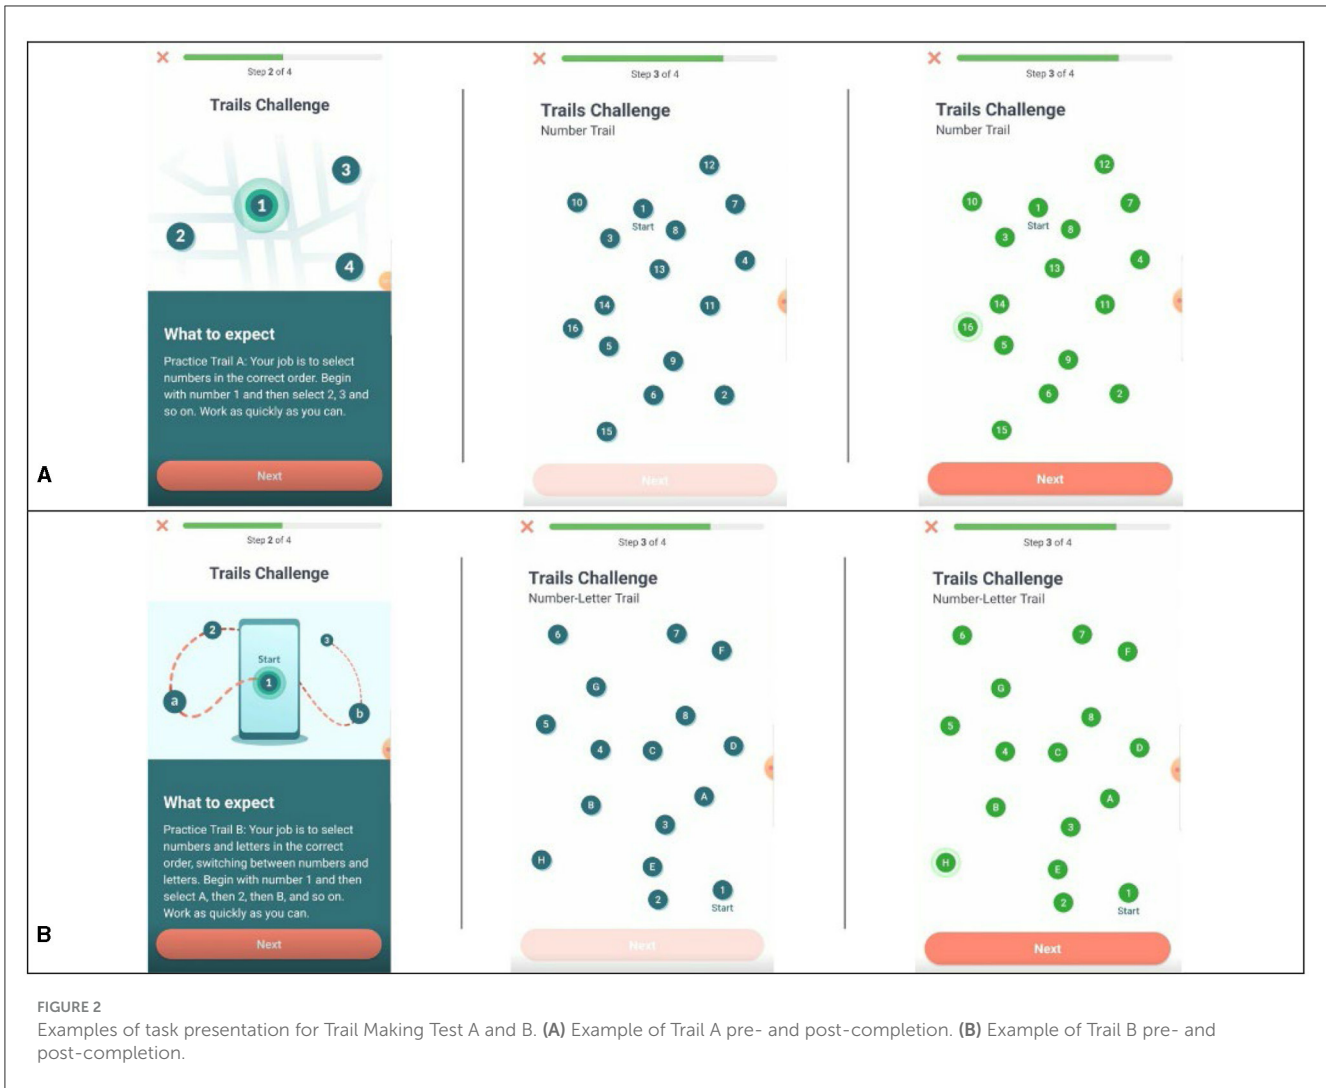 Step 2 of 4
Trails Challenge
1
2
3
4
What to expect
Practice Trail A: Your job is to select
numbers in the correct order. Begin
with number 1 and then select 2, 3 and
so on. Work as quickly as you can.
Next
Step 3 of 4
Trails Challenge
Number Trail
12
10
1
7
Start
8
3
4
13
14
11
16
5
9
6
2
15
Next
Step 3 of 4
Trails Challenge
Number Trail
12
10
1
7
Start
8
3
4
13
14
11
16
5
9
6
2
15
Next
A
Step 2 of 4
Trails Challenge
2
3
Start
1
a
b
What to expect
Practice Trail B: Your job is to select
numbers and letters in the correct
order, switching between numbers and
letters. Begin with number 1 and then
select A, then 2, then B, and so on.
Work as quickly as you can.
Next
Step 3 of 4
Trails Challenge
Number-Letter Trail
6
7
F
G
8
5
4
C
D
B
A
3
H
E
1
2
Start
Next
Step 3 of 4
Trails Challenge
Number-Letter Trail
6
7
F
G
8
5
4
C
D
B
A
3
H
E
1
2
Start
Next
B
FIGURE 2
Examples of task presentation for Trail Making Test A and B. (A) Example of Trail A pre- and post-completion. (B) Example of Trail B pre- and
post-completion.